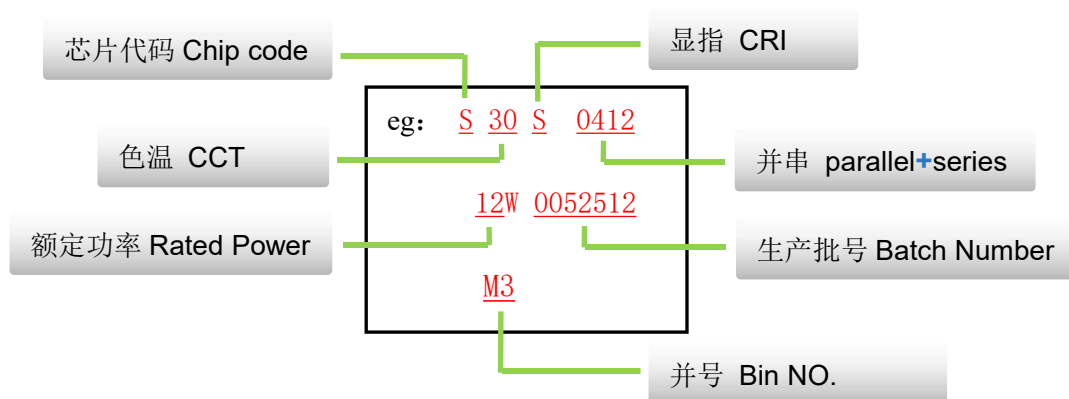 芯片代码 Chip code
显指 CRI
eg： S 30 S 0412
色温 CCT
并串 parallel+series
12W 0052512
额定功率 Rated Power
生产批号 Batch Number
M3
并号 Bin NO.